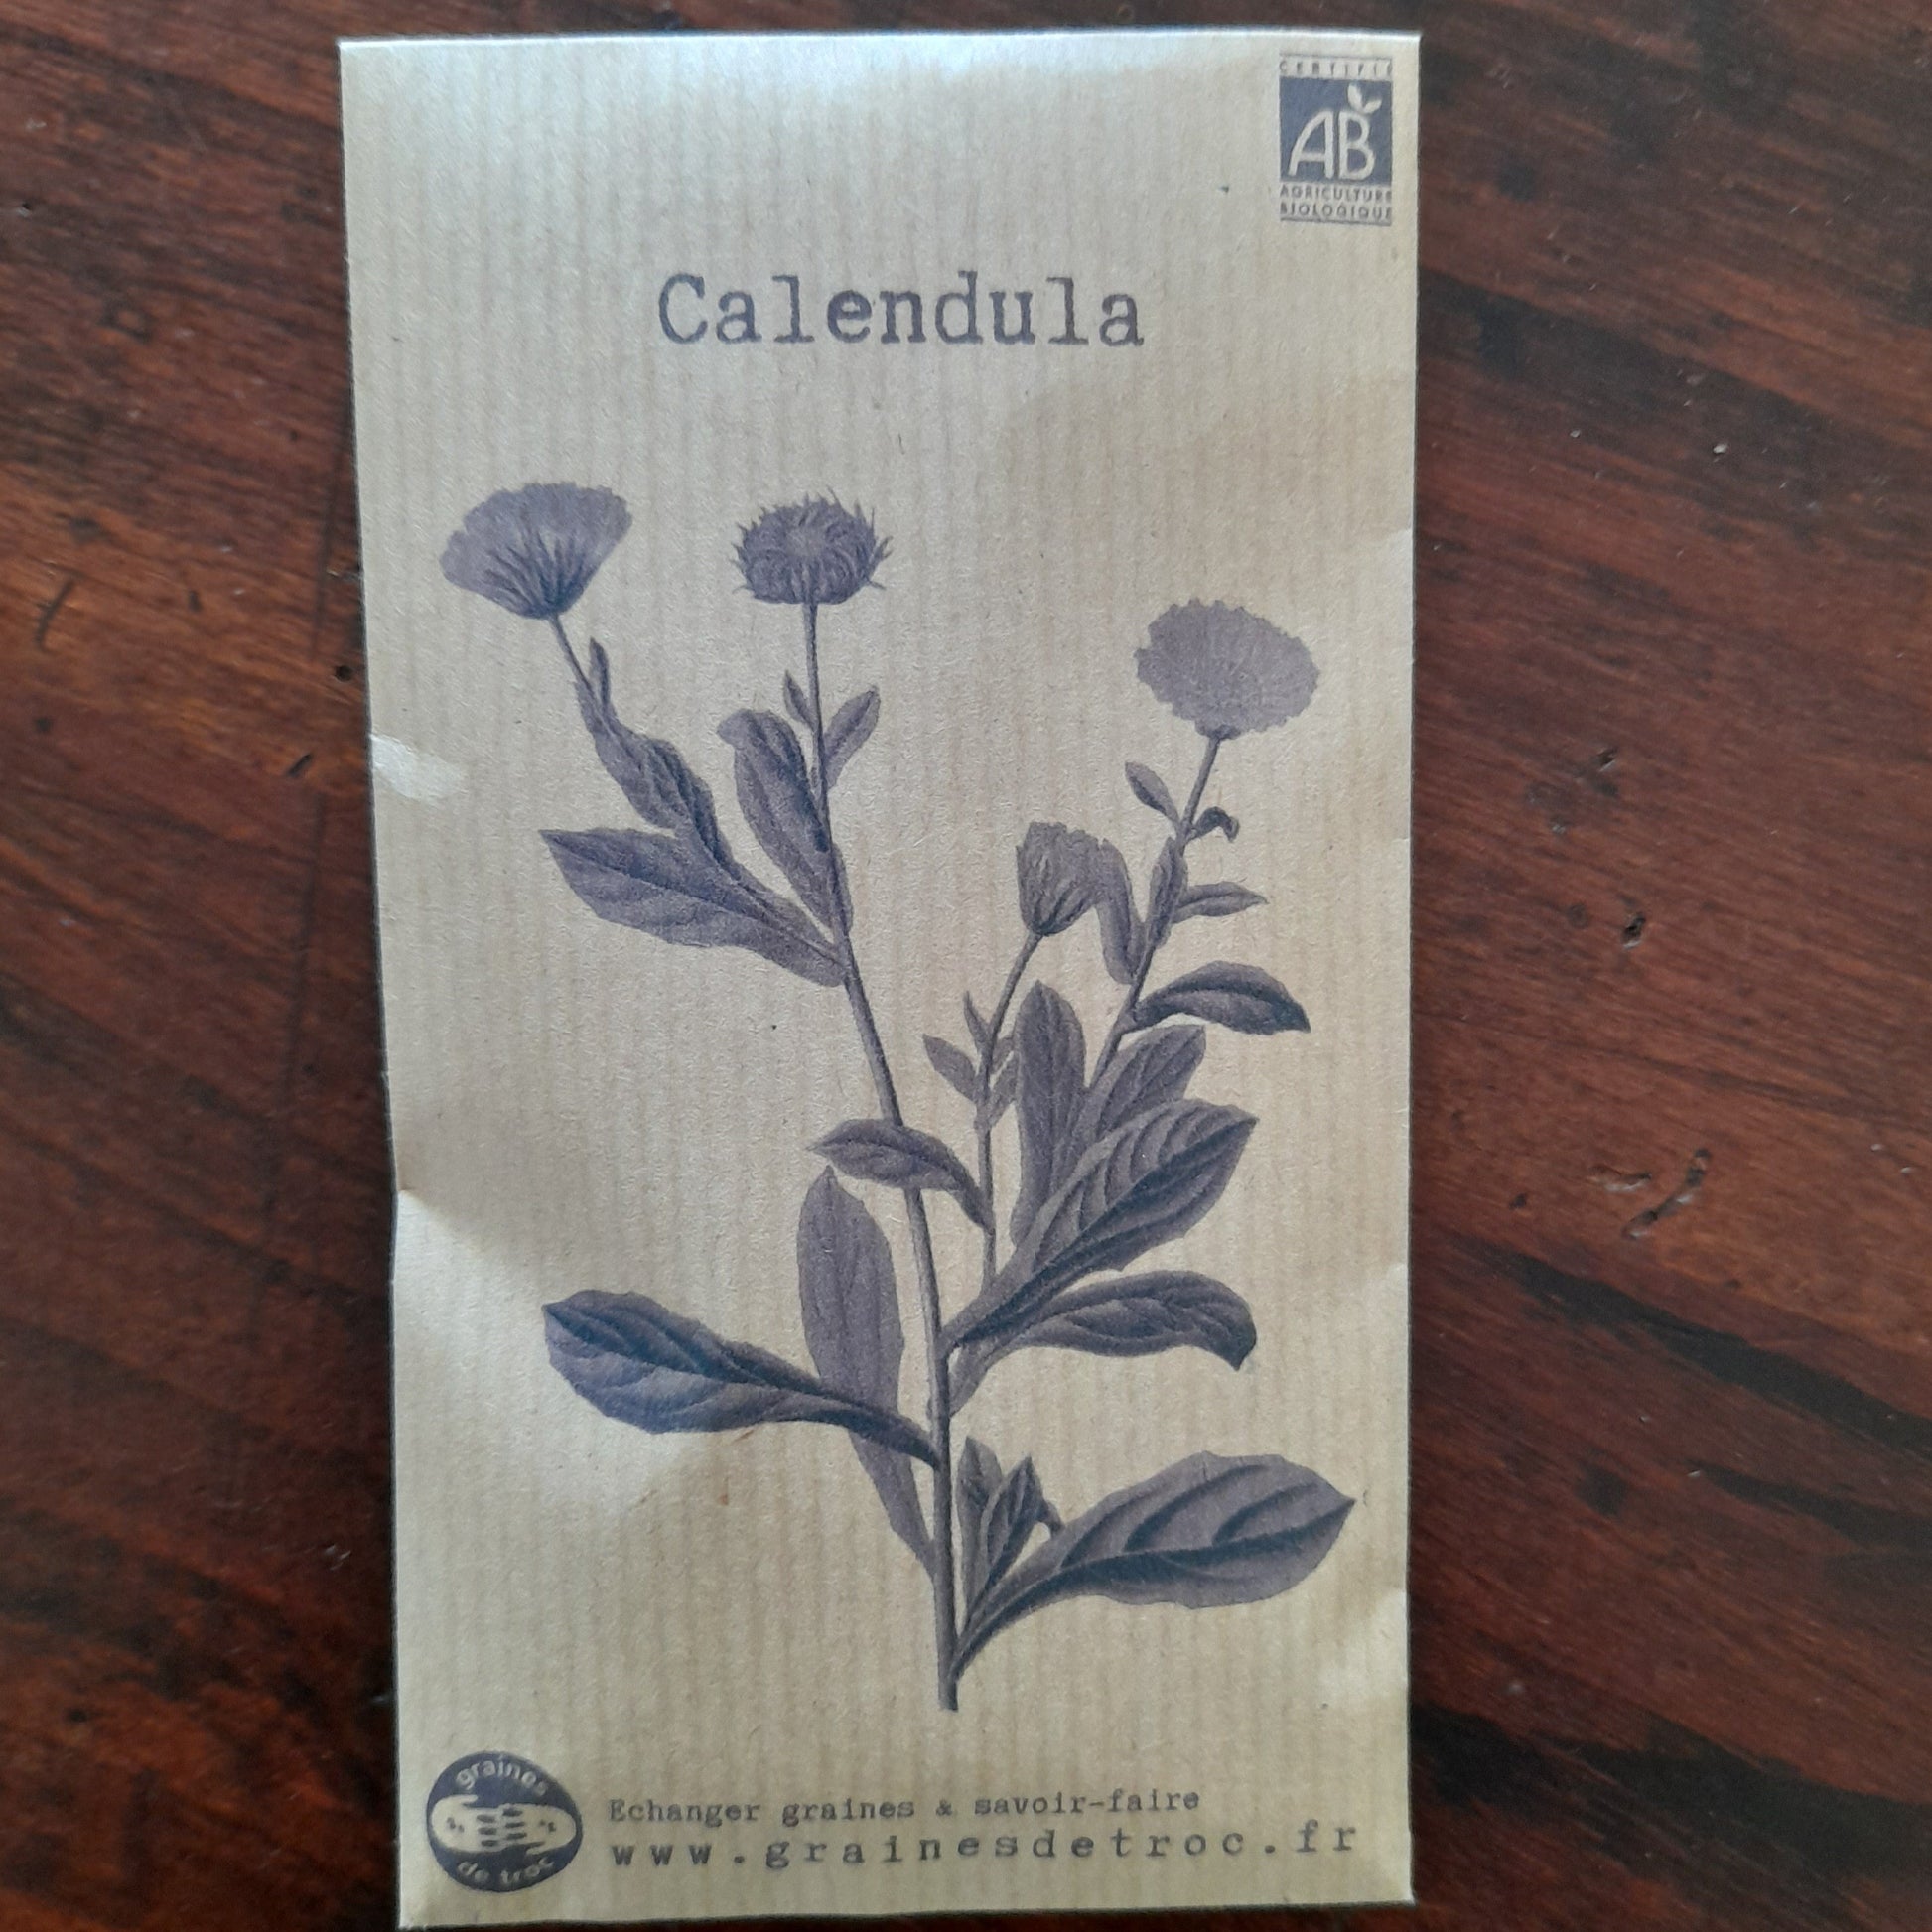 CERTIFIÉ
AB
AGRICULTURE
BIOLOGIQUE
Calendula
graines
de troc
Echanger graines & savoir-faire
www.grainesdetroc.fr